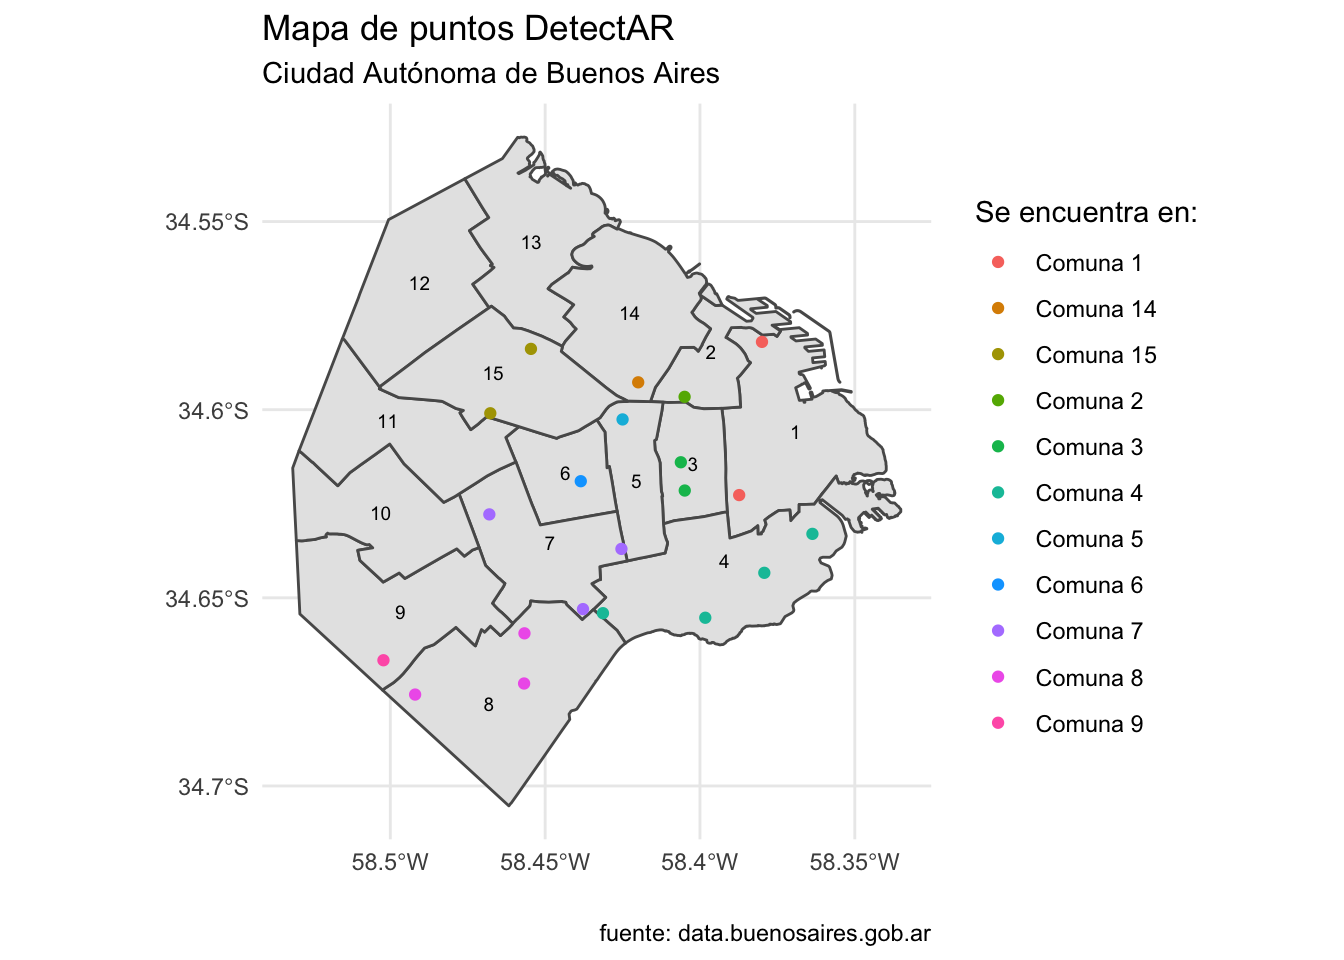 Mapa de puntos DetectAR
Ciudad Autónoma de Buenos Aires
34.55°S
34.6°S
34.65°S
34.7°S
13
12
14
2
15
11
1
3
6
5
10
7
4
9
8
58.5°W 58.45°W 58.4°W 58.35°W
Se encuentra en:
Comuna 1
Comuna 14
Comuna 15
Comuna 2
Comuna 3
Comuna 4
Comuna 5
Comuna 6
Comuna 7
Comuna 8
Comuna 9
fuente: data.buenosaires.gob.ar